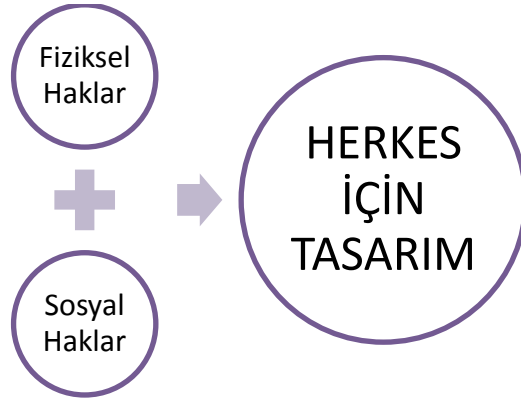 Fiziksel
Haklar
Sosyal
Haklar
HERKES
İÇİN
TASARIM